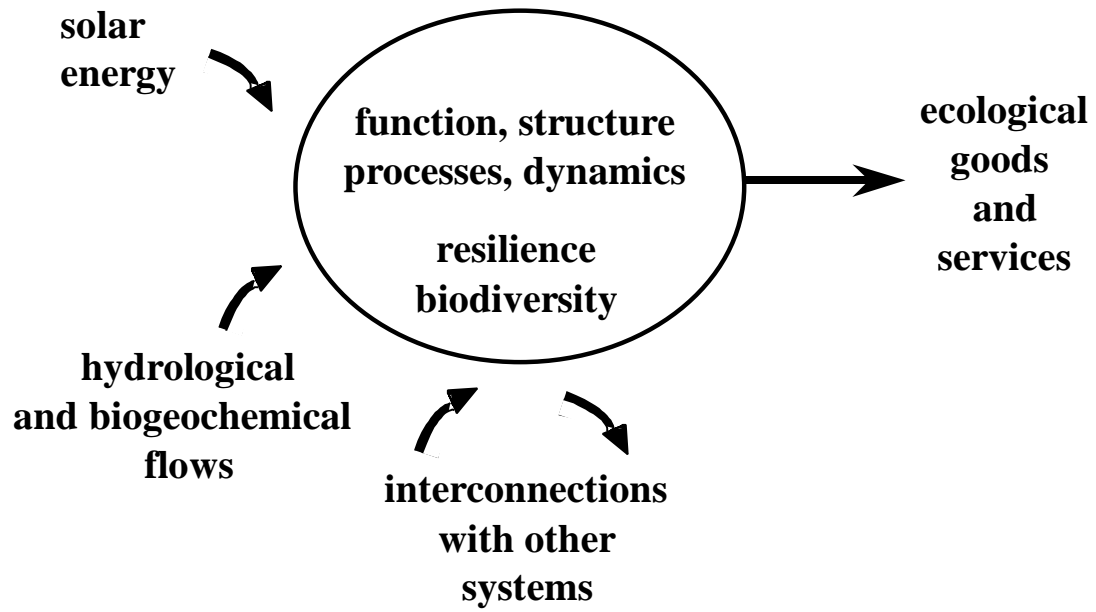 solar
energy
function, structure
processes, dynamics
resilience
biodiversity
ecological
goods
and
services
hydrological
and biogeochemical
flows
interconnections
with other
systems